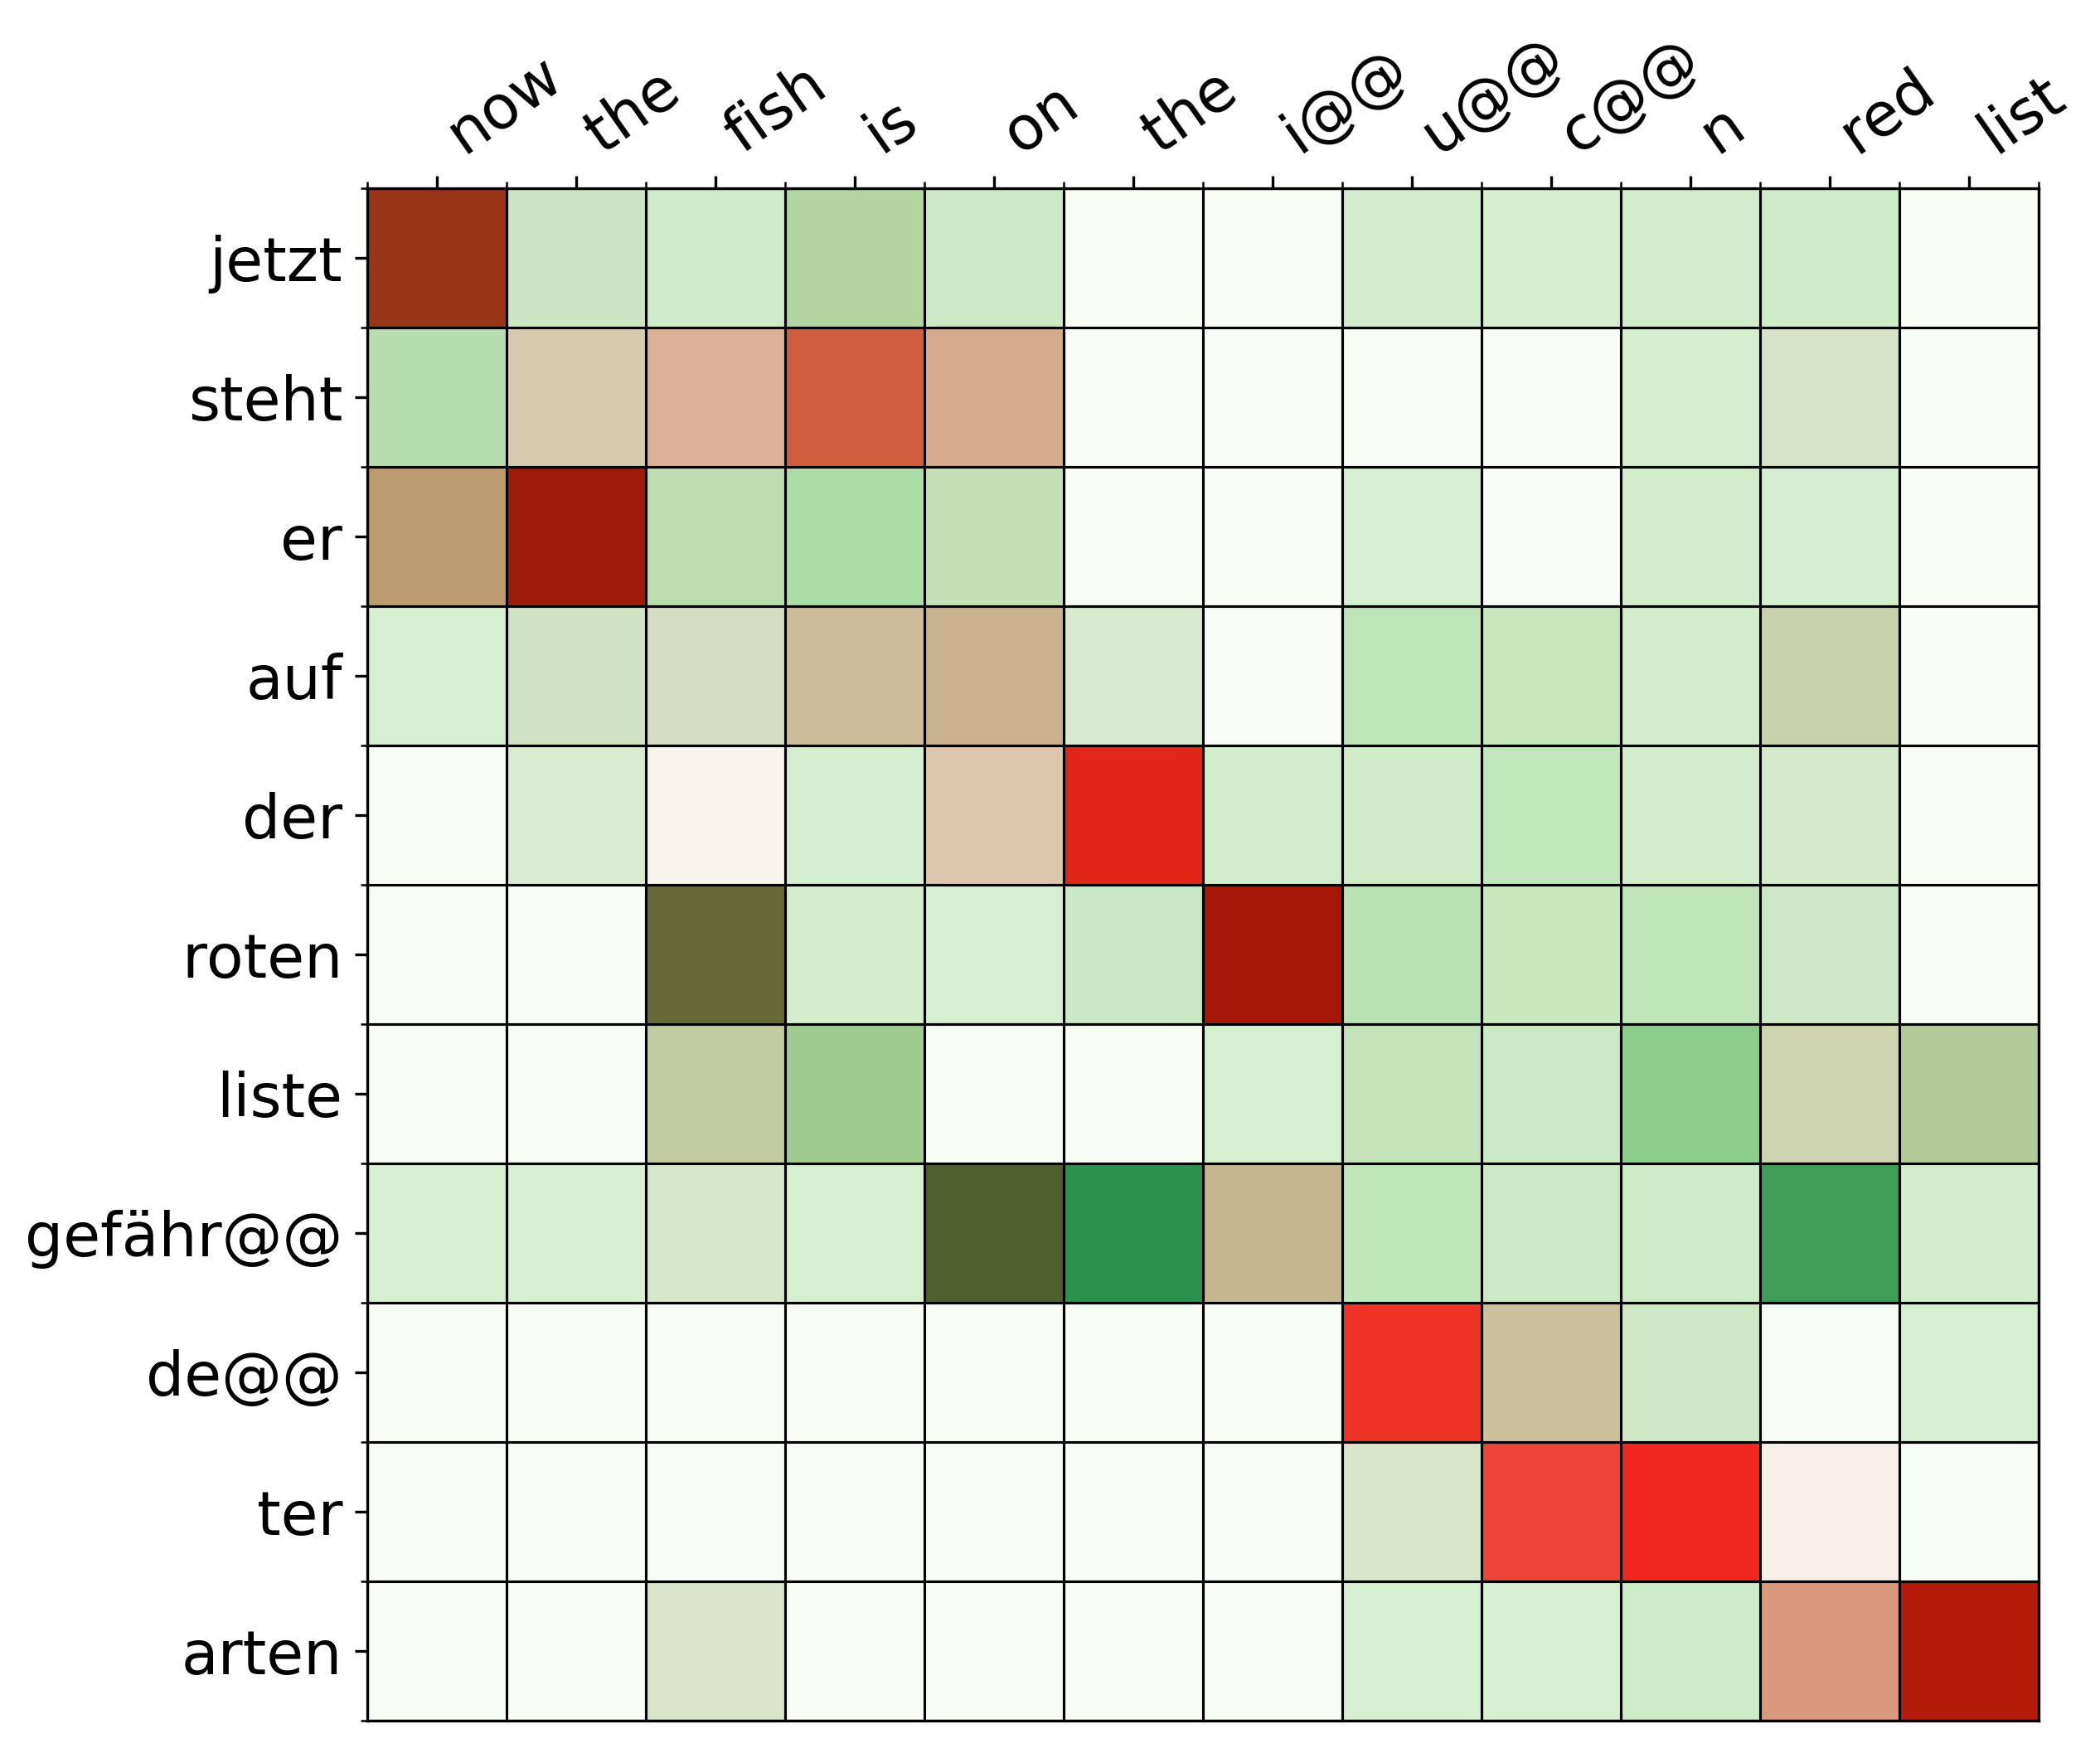 now the fish is on the i@@ u@@ c@@ n red list
jetzt
steht
er
auf
der
roten
liste
gefähr@@
de@@
ter
arten